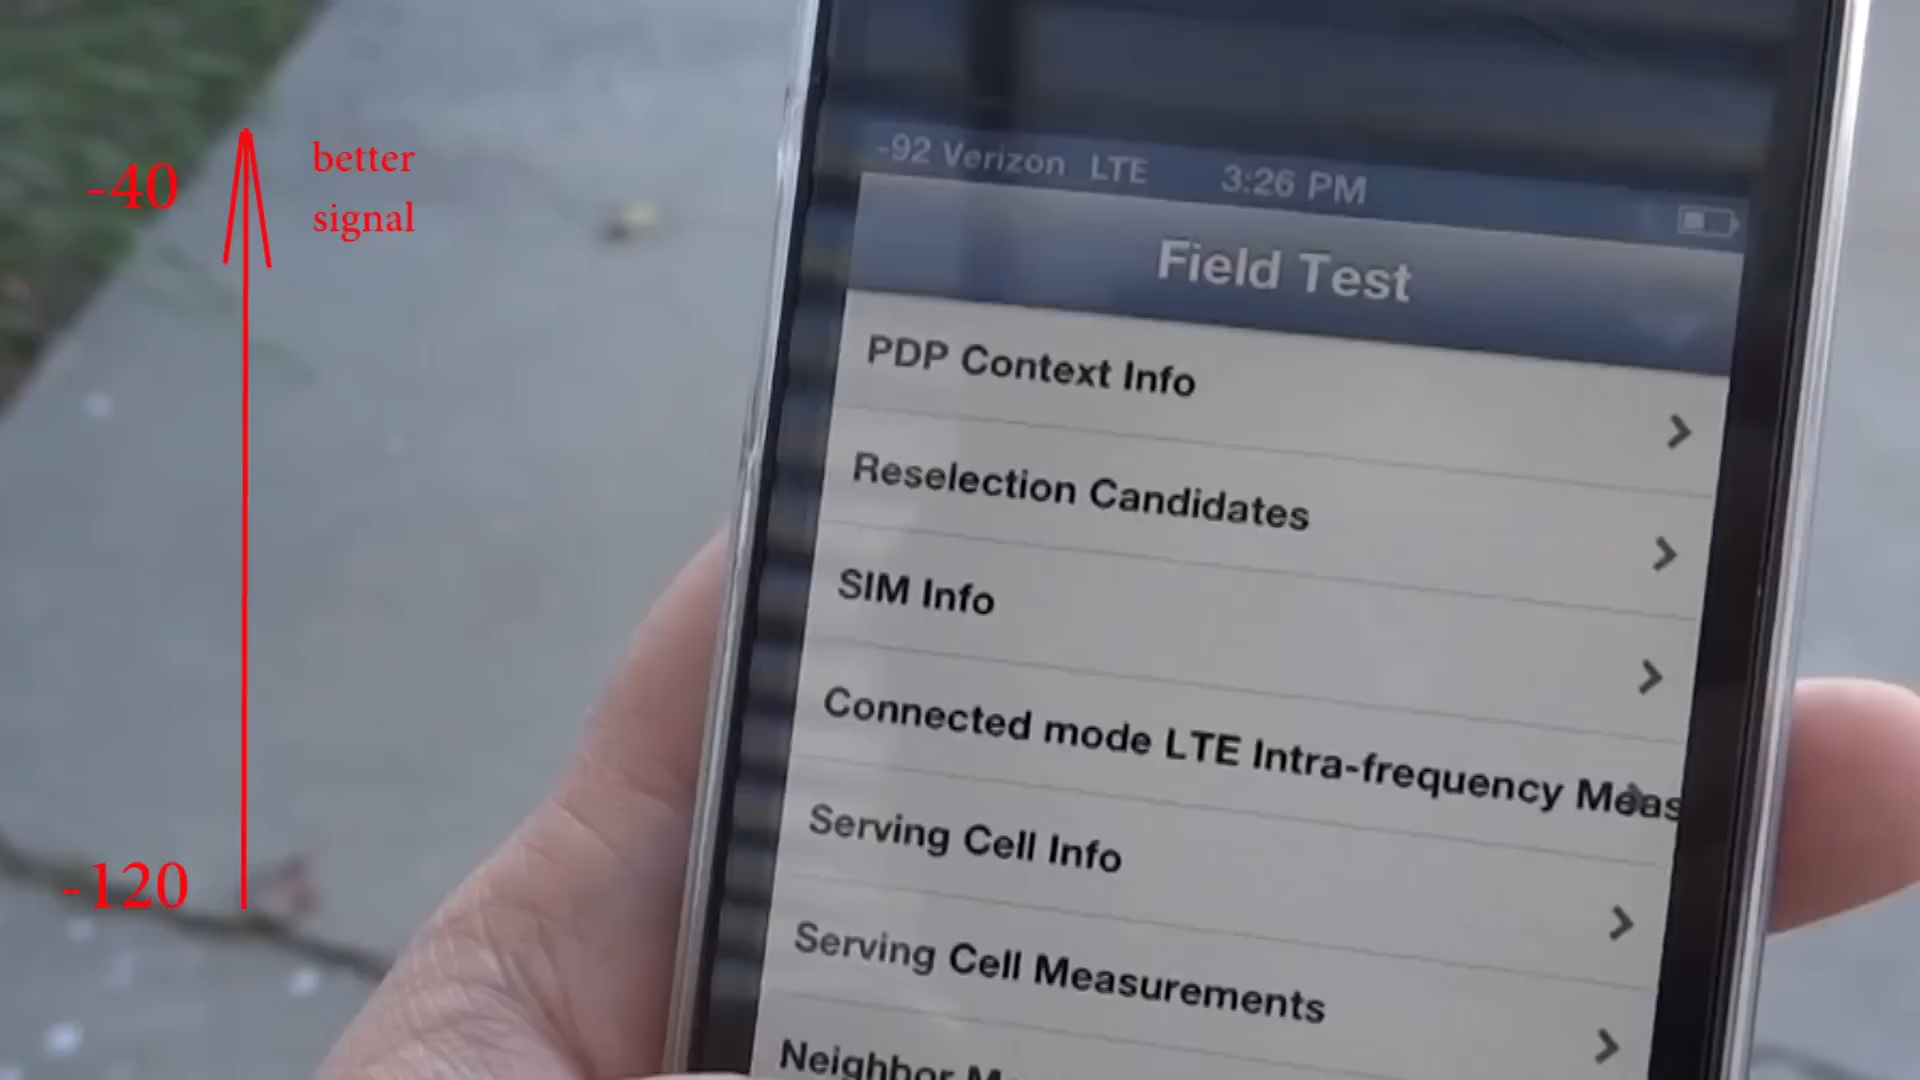 -40
better
signal
-120
-92 Verizon LTE 3:26 PM
Field Test
PDP Context Info
Reselection Candidates
SIM Info
Connected mode LTE Intra-frequency Meas
Serving Cell Info
Serving Cell Measurements
Neighbor